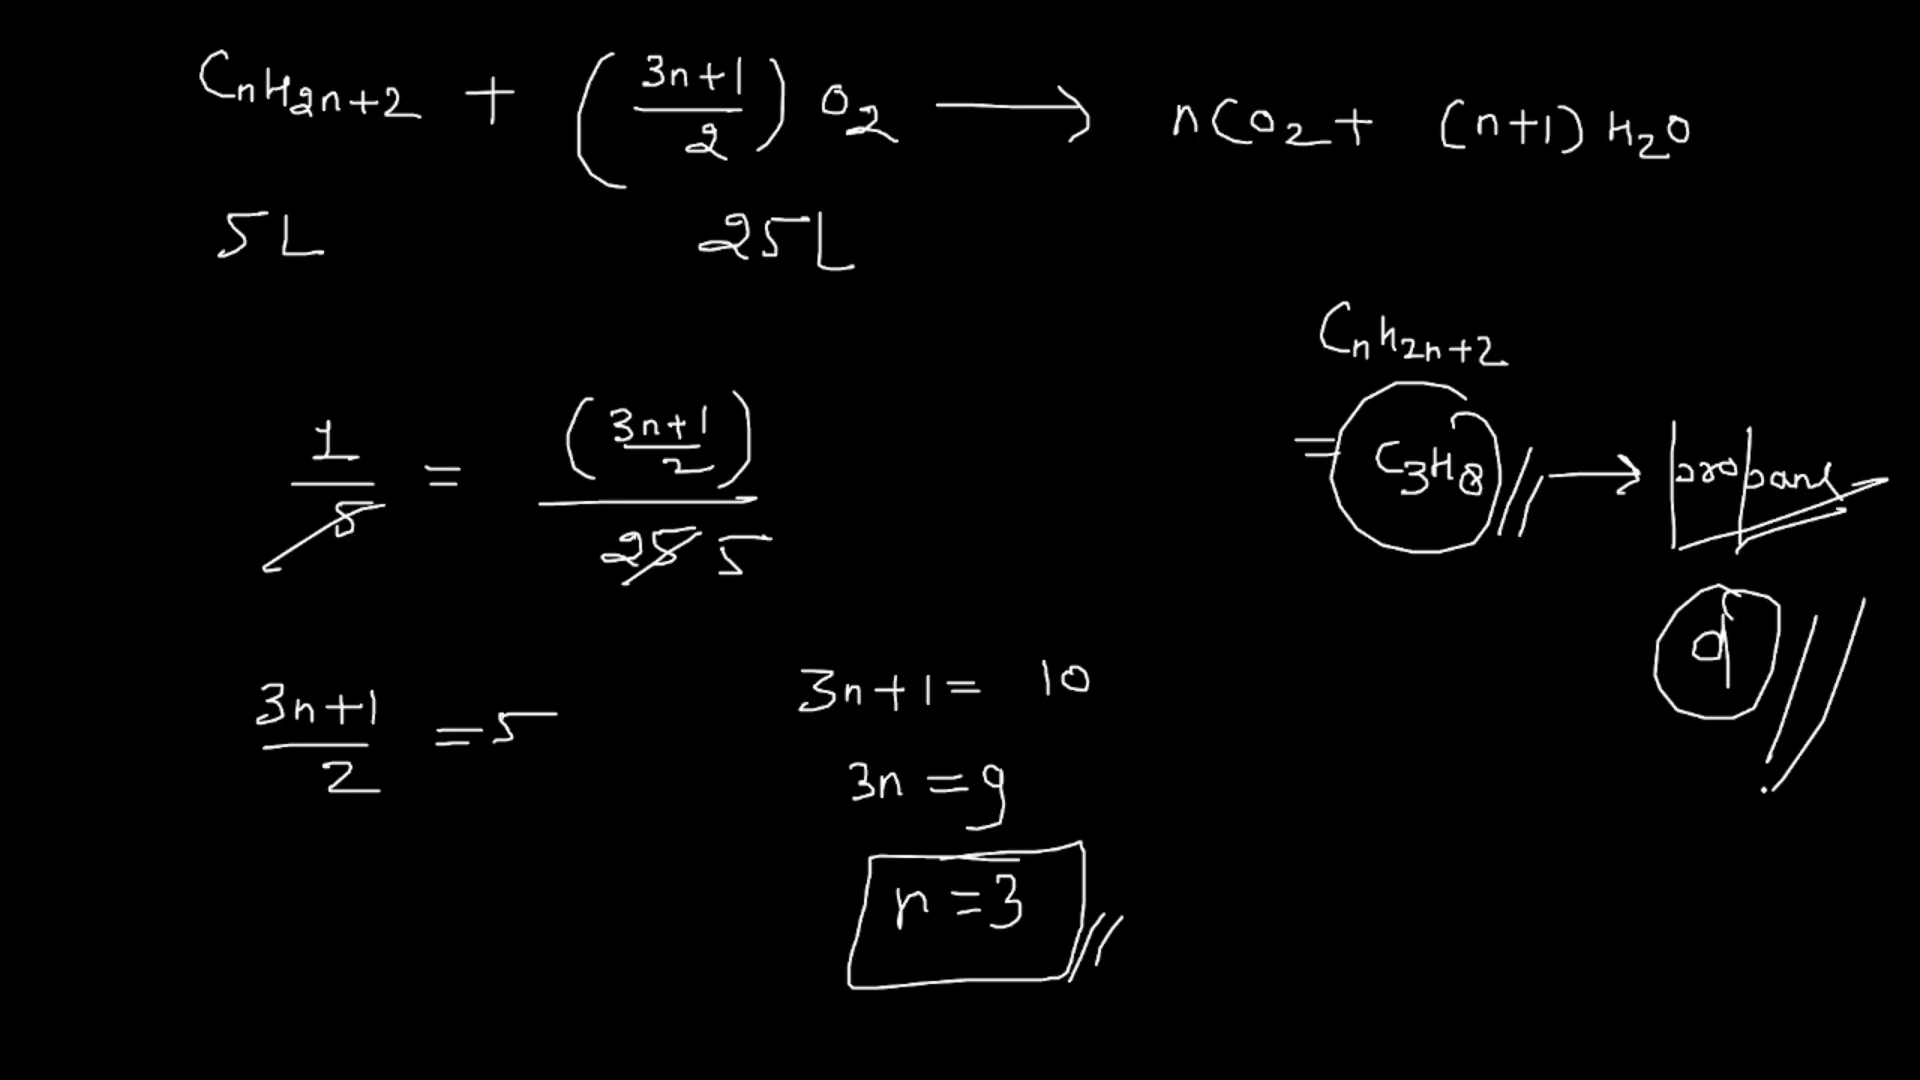 CnH2n+2 + (3n+1/2) O2 → nCO2 + (n+1) H2O
5L 25L
CnH2n+2
1/5 = (3n+1/2)/25 5
= C3H8 → propane
d
3n+1/2 = 5
3n+1 = 10
3n = 9
n = 3